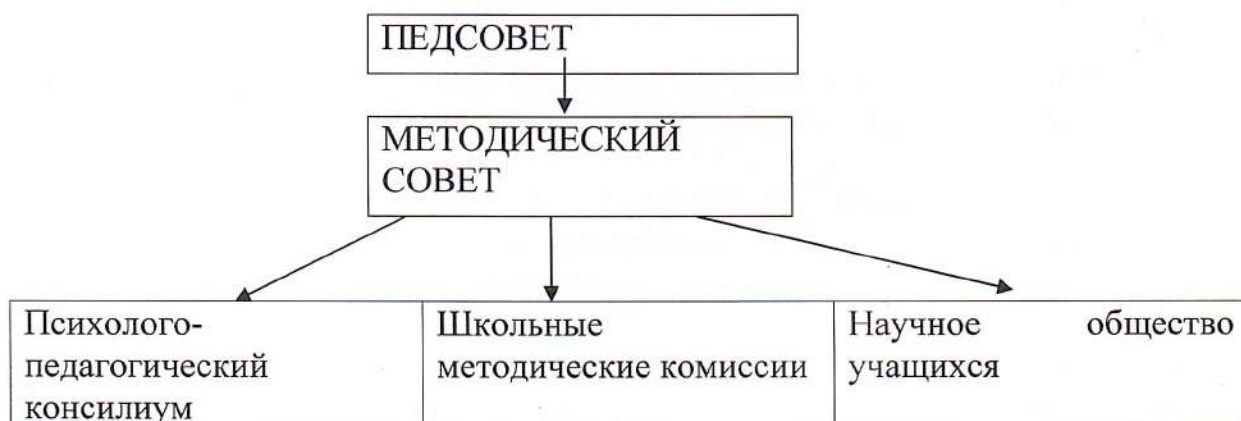 ПЕДСОВЕТ
МЕТОДИЧЕСКИЙ
СОВЕТ
Психолого-
педагогический
консилиум
Школьные
методические комиссии
Научное общество
учащихся